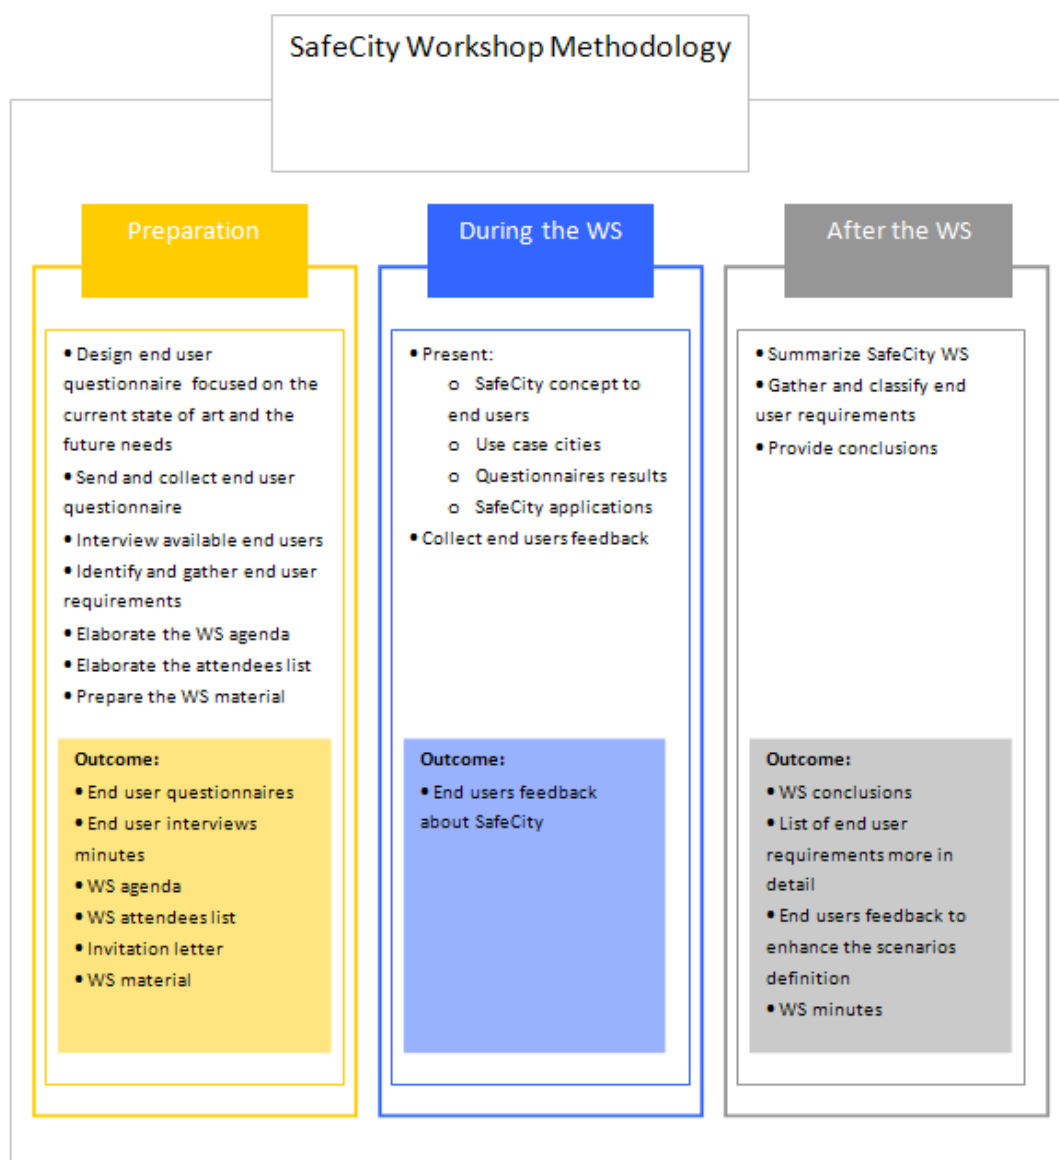 SafeCity Workshop Methodology
Preparation
• Design end user
questionnaire focused on the
current state of art and the
future needs
• Send and collect end user
questionnaire
• Interview available end users
• Identify and gather end user
requirements
• Elaborate the WS agenda
• Elaborate the attendees list
• Prepare the WS material
Outcome:
• End user questionnaires
• End user interviews
minutes
• WS agenda
• WS attendees list
• Invitation letter
• WS material
During the WS
• Present:
o SafeCity concept to
end users
o Use case cities
o Questionnaires results
o SafeCity applications
• Collect end users feedback
Outcome:
• End users feedback
about SafeCity
After the WS
• Summarize SafeCity WS
• Gather and classify end
user requirements
• Provide conclusions
Outcome:
• WS conclusions
• List of end user
requirements more in
detail
• End users feedback to
enhance the scenarios
definition
• WS minutes